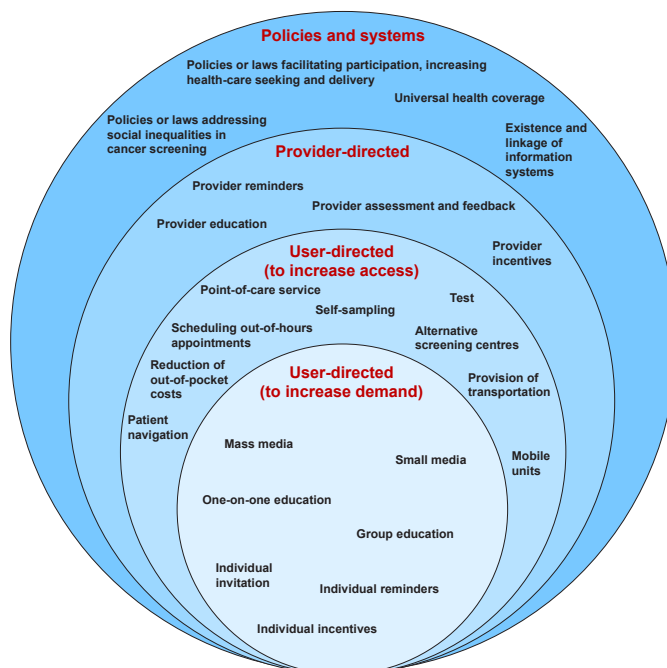 Policies and systems
Policies or laws facilitating participation, increasing
health-care seeking and delivery
Universal health coverage
Policies or laws addressing
social inequalities in
cancer screening
Existence and
linkage of
information
systems
Provider-directed
Provider reminders
Provider assessment and feedback
Provider education
Provider
incentives
User-directed
(to increase access)
Point-of-care service
Test
Self-sampling
Scheduling out-of-hours
appointments
Alternative
screening centres
Reduction of
out-of-pocket
costs
Provision of
transportation
Patient
navigation
Mobile
units
User-directed
(to increase demand)
Mass media
Small media
One-on-one education
Group education
Individual
invitation
Individual reminders
Individual incentives